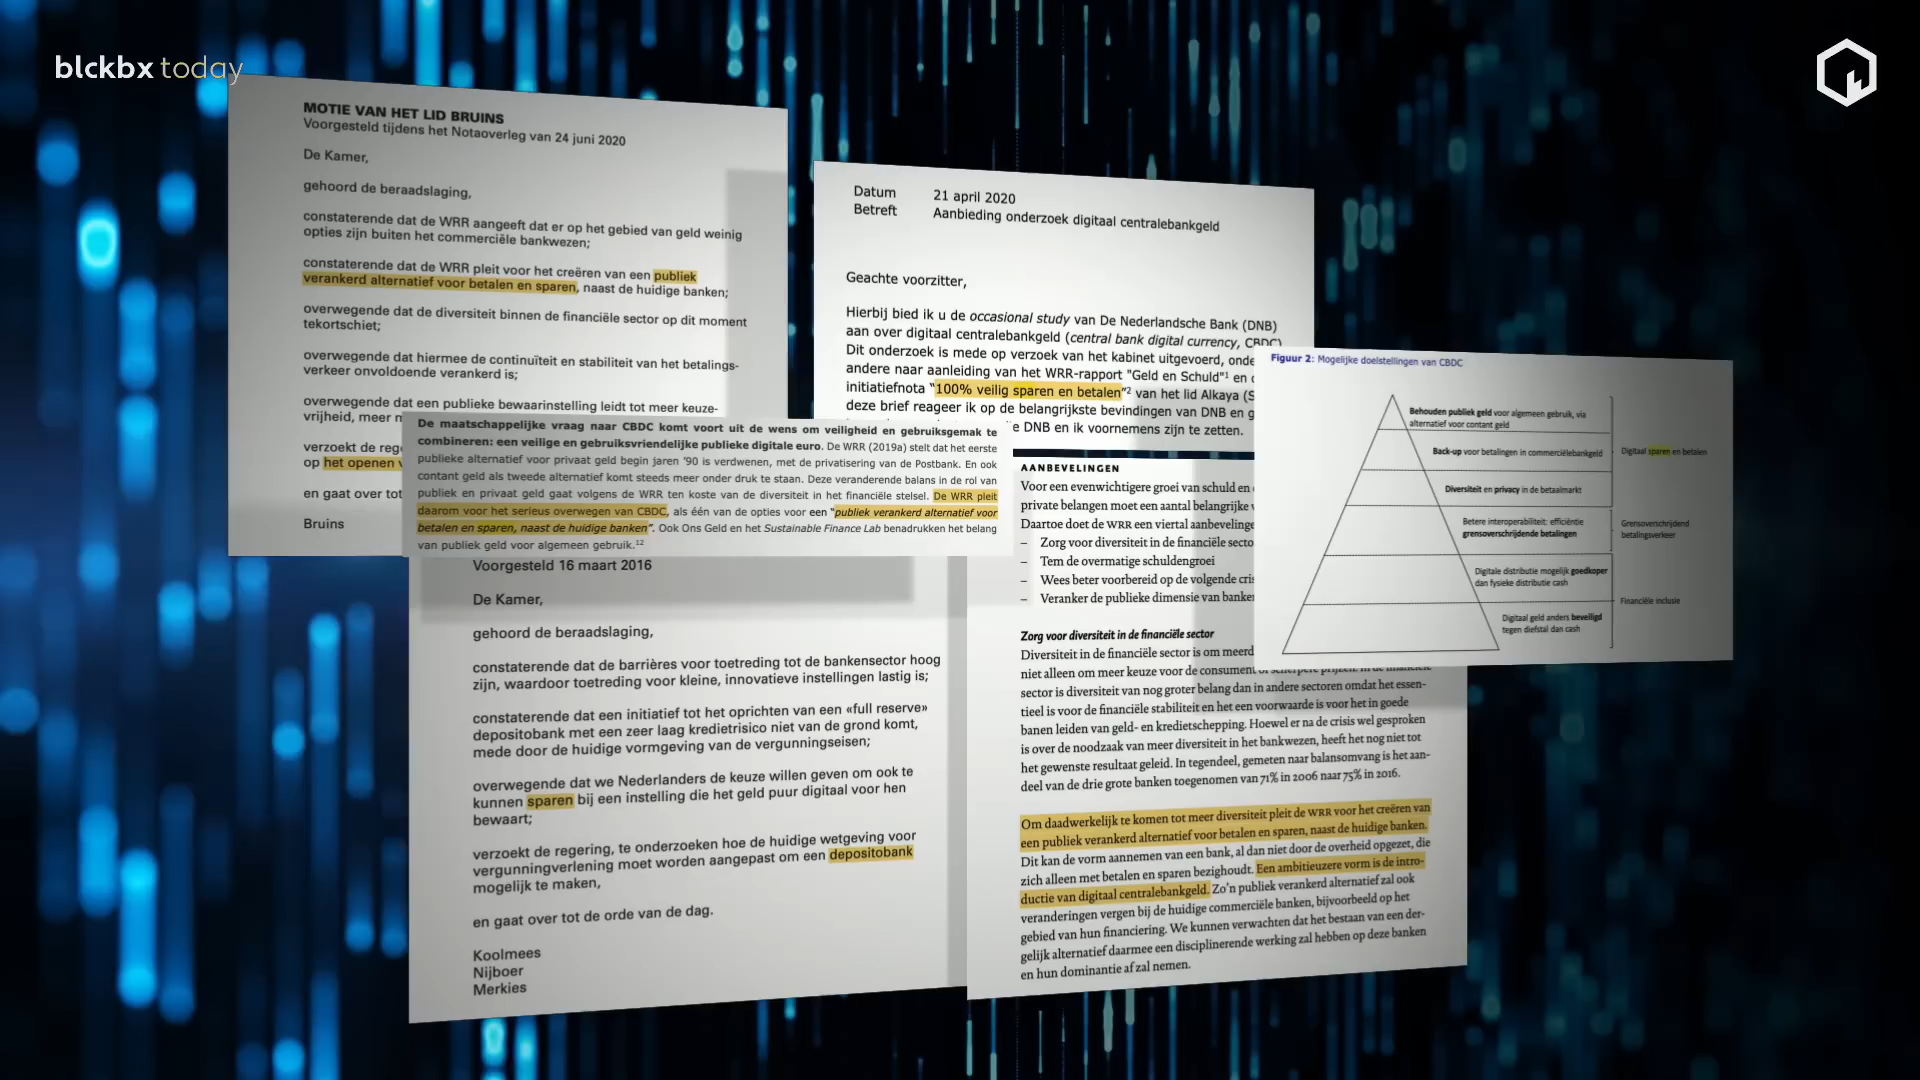 blckbx today
MOTIE VAN HET LID BRUINS
Voorgesteld tijdens het Notaoverleg van 24 juni 2020
De Kamer,
gehoord de beraadslaging,
constaterende dat de WRR aangeeft dat er op het gebied van geld weinig
opties zijn buiten het commerciële bankwezen;
constaterende dat de WRR pleit voor het creëren van een publiek
verankerd alternatief voor betalen en sparen, naast de huidige banken;
overwegende dat de diversiteit binnen de financiële sector op dit moment
tekortschiet;
overwegende dat hiermee de continuïteit en stabiliteit van het betalings-
verkeer onvoldoende verankerd is;
overwegende dat een publieke bewaarinstelling leidt tot meer keuze-
vrijheid, meer
verzoekt de
op het openen
en gaat over tot
Bruins
Datum 21 april 2020
Betreft Aanbieding onderzoek digitaal centralebankgeld
Geachte voorzitter,
Hierbij bied ik u de occasional study van De Nederlandsche Bank (DNB)
aan over digitaal centralebankgeld (central bank digital currency, CBDC)
Dit onderzoek is mede op verzoek van het kabinet uitgevoerd, onde
andere naar aanleiding van het WRR-rapport "Geld en Schuld"¹ en
initiatiefnota "100% veilig sparen en betalen"² van het lid Alkaya (S
deze brief reageer ik op de belangrijkste bevindingen van DNB en g
e DNB en ik voornemens zijn te zetten.
De maatschappelijke vraag naar CBDC komt voort uit de wens om veiligheid en gebruiksgemak te
combineren: een veilige en gebruiksvriendelijke publieke digitale euro. De WRR (2019a) stelt dat het eerste
publieke alternatief voor privaat geld begin jaren '90 is verdwenen, met de privatisering van de Postbank. En ook
contant geld als tweede alternatief komt steeds meer onder druk te staan. Deze veranderende balans in de rol van
publiek en privaat geld gaat volgens de WRR ten koste van de diversiteit in het financiële stelsel. De WRR pleit
daarom voor het serieus overwegen van CBDC, als één van de opties voor een "publiek verankerd alternatief voor
betalen en sparen, naast de huidige banken". Ook Ons Geld en het Sustainable Finance Lab benadrukken het belang
van publiek geld voor algemeen gebruik.¹²
Voorgesteld 16 maart 2016
De Kamer,
gehoord de beraadslaging,
constaterende dat de barrières voor toetreding tot de bankensector hoog
zijn, waardoor toetreding voor kleine, innovatieve instellingen lastig is;
constaterende dat een initiatief tot het oprichten van een «full reserve»
depositobank met een zeer laag kredietrisico niet van de grond komt,
mede door de huidige vormgeving van de vergunningseisen;
overwegende dat we Nederlanders de keuze willen geven om ook te
kunnen sparen bij een instelling die het geld puur digitaal voor hen
bewaart;
verzoekt de regering, te onderzoeken hoe de huidige wetgeving voor
vergunningverlening moet worden aangepast om een depositobank
mogelijk te maken,
en gaat over tot de orde van de dag.
Koolmees
Nijboer
Merkies
AANBEVELINGEN
Voor een evenwichtigere groei van schuld en
private belangen moet een aantal belangrijke
Daartoe doet de WRR een viertal aanbevelinge
– Zorg voor diversiteit in de financiële secto
– Tem de overmatige schuldengroei
– Wees beter voorbereid op de volgende cris
– Veranker de publieke dimensie van banke
Zorg voor diversiteit in de financiële sector
Diversiteit in de financiële sector is om meerd
niet alleen om meer keuze voor de consument of scherpere prijzen. In de financiële
sector is diversiteit van nog groter belang dan in andere sectoren omdat het essen-
tieel is voor de financiële stabiliteit en het een voorwaarde is voor het in goede
banen leiden van geld- en kredietschepping. Hoewel er na de crisis wel gesproken
is over de noodzaak van meer diversiteit in het bankwezen, heeft het nog niet tot
het gewenste resultaat geleid. In tegendeel, gemeten naar balansomvang is het aan-
deel van de drie grote banken toegenomen van 71% in 2006 naar 75% in 2016.
Om daadwerkelijk te komen tot meer diversiteit pleit de WRR voor het creëren van
een publiek verankerd alternatief voor betalen en sparen, naast de huidige banken.
Dit kan de vorm aannemen van een bank, al dan niet door de overheid opgezet, die
zich alleen met betalen en sparen bezighoudt. Een ambitieuzere vorm is de intro-
ductie van digitaal centralebankgeld. Zo'n publiek verankerd alternatief zal ook
veranderingen vergen bij de huidige commerciële banken, bijvoorbeeld op het
gebied van hun financiering. We kunnen verwachten dat het bestaan van een der-
gelijk alternatief daarmee een disciplinerende werking zal hebben op deze banken
en hun dominantie af zal nemen.
Figuur 2: Mogelijke doelstellingen van CBDC
Behouden publiek geld voor algemeen gebruik, via
alternatief voor contant geld
Back-up voor betalingen in commerciëlebankgeld
Diversiteit en privacy in de betaalmarkt
Betere interoperabiliteit: efficiëntie
grensoverschrijdende betalingen
Digitale distributie mogelijk goedkoper
dan fysieke distributie cash
Digitaal geld anders beveiligd
tegen diefstal dan cash
Digitaal sparen en betalen
Grensoverschrijdend
betalingsverkeer
Financiële inclusie